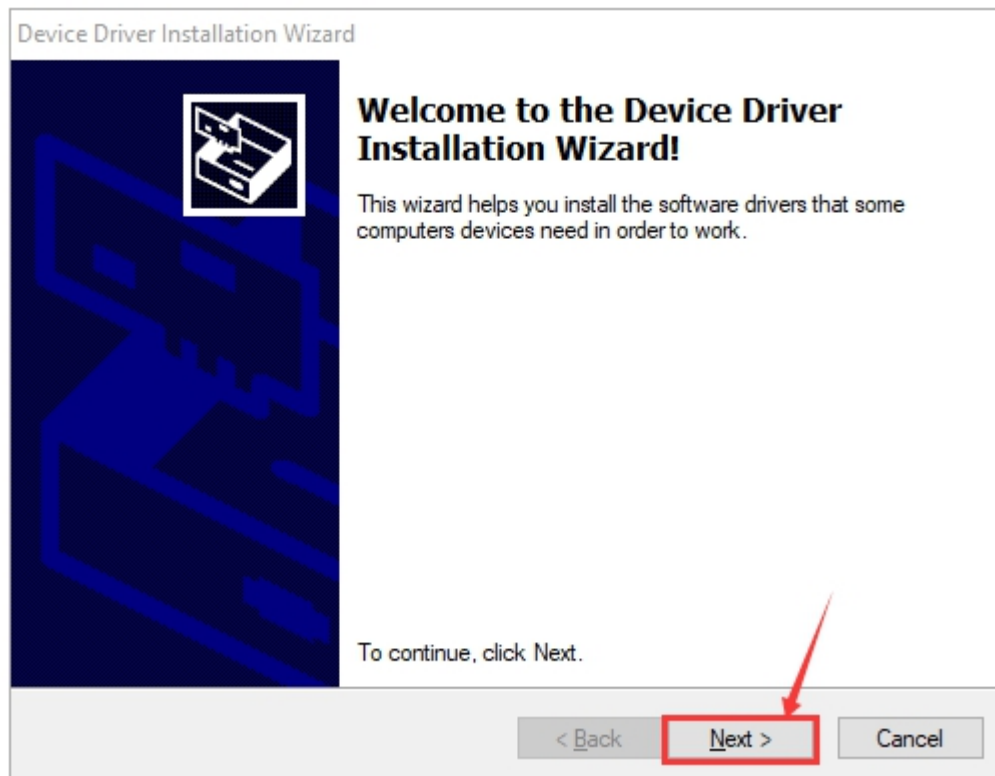 Device Driver Installation Wizard
Welcome to the Device Driver
Installation Wizard!
This wizard helps you install the software drivers that some
computers devices need in order to work.
To continue, click Next.
< Back
Next >
Cancel